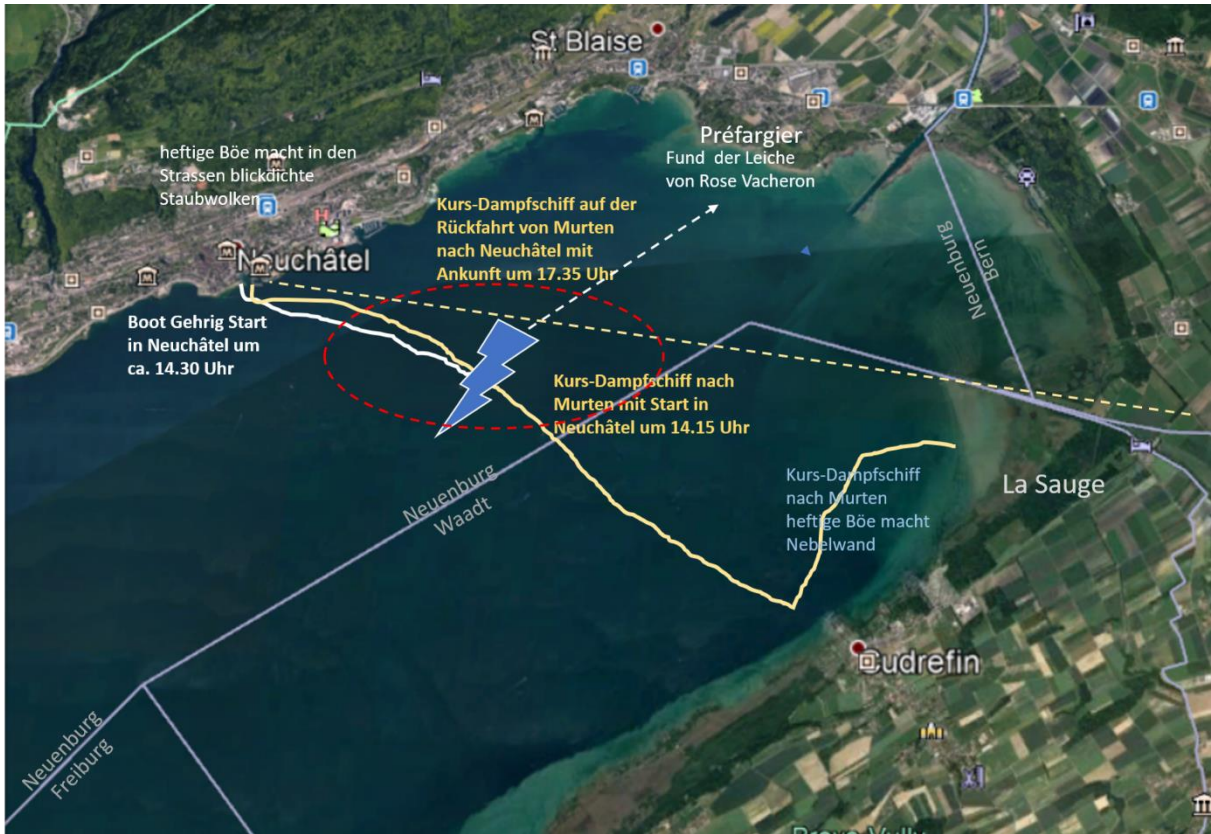 St Blaise
Préfargier
Fund der Leiche
von Rose Vacheron
heftige Böe macht in den
Strassen blickdichte
Staubwolken
Kurs-Dampfschiff auf der
Rückfahrt von Murten
nach Neuchâtel mit
Ankunft um 17.35 Uhr
H
Neuchâtel
Neuenburg
Bern
Boot Gehrig Start
in Neuchâtel um
ca. 14.30 Uhr
Kurs-Dampfschiff nach
Murten mit Start in
Neuchâtel um 14.15 Uhr
Neuenburg
Waadt
Kurs-Dampfschiff
nach Murten
heftige Böe macht
Nebelwand
La Sauge
Cudrefin
Neuenburg
Freiburg